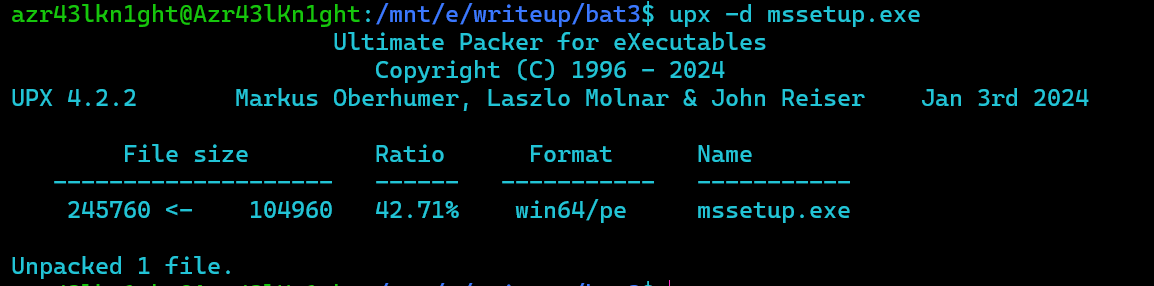 azr43lkn1ght@Azr43lKn1ght:/mnt/e/writeup/bat3$ upx -d mssetup.exe
Ultimate Packer for eXecutables
Copyright (C) 1996 - 2024
UPX 4.2.2 Markus Oberhumer, Laszlo Molnar & John Reiser Jan 3rd 2024
File size Ratio Format Name
-------------------- ------ ----------- -----------
245760 <- 104960 42.71% win64/pe mssetup.exe
Unpacked 1 file.